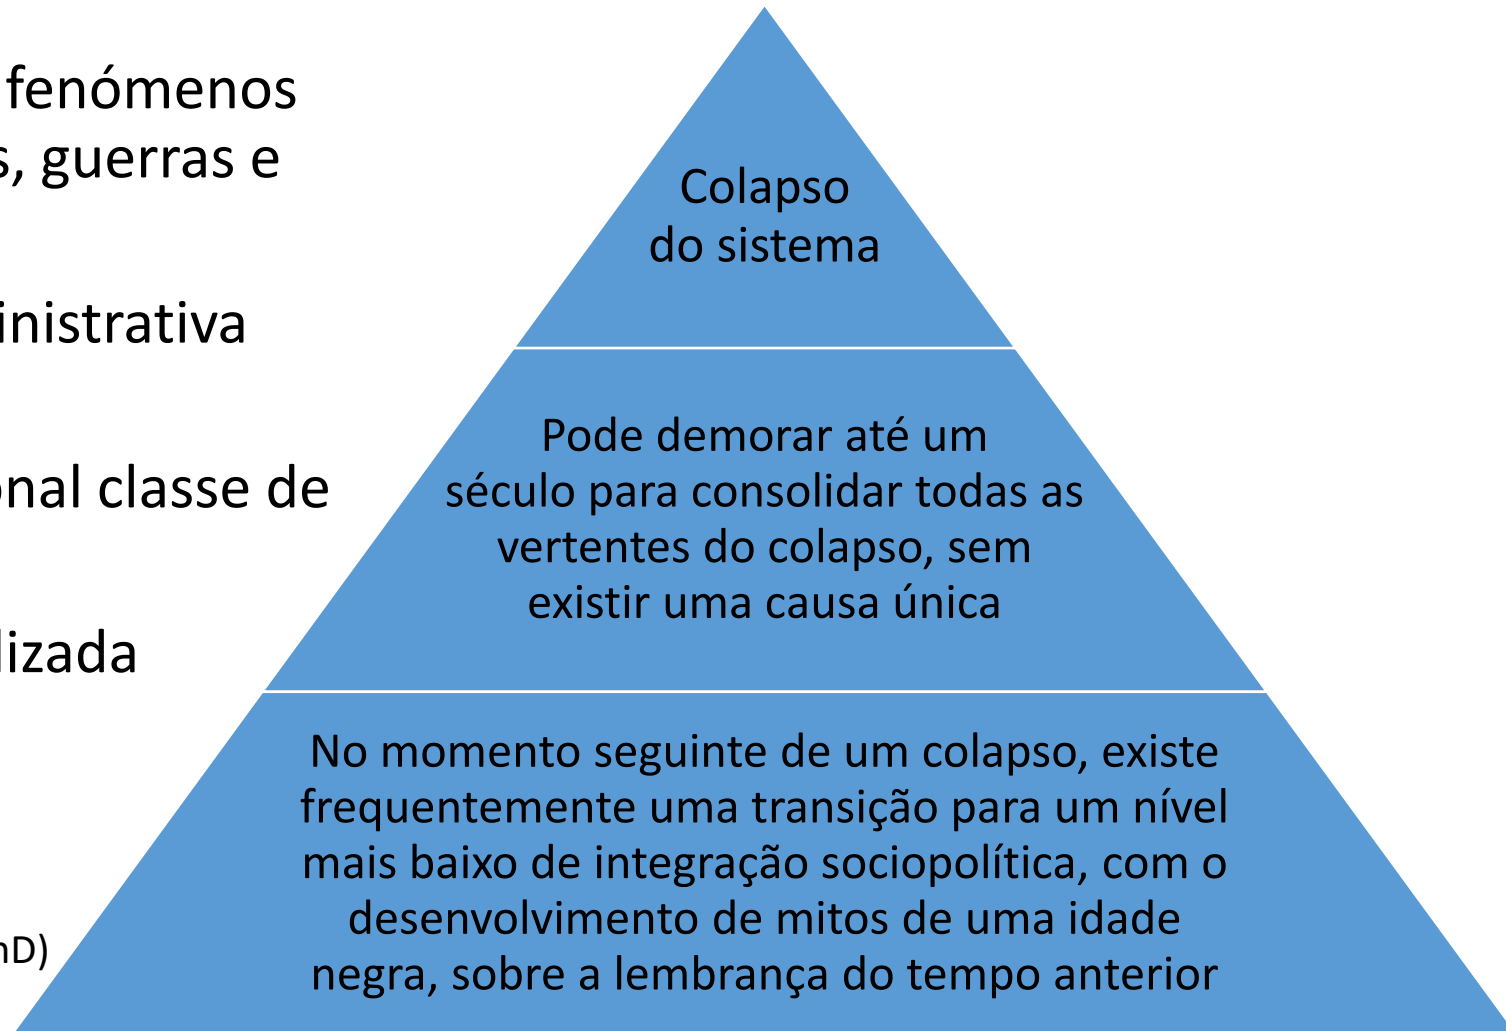 fenómenos
s, guerras e
inistrativa
onal classe de
lizada
nD)
Colapso
do sistema
Pode demorar até um
século para consolidar todas as
vertentes do colapso, sem
existir uma causa única
No momento seguinte de um colapso, existe
frequentemente uma transição para um nível
mais baixo de integração sociopolítica, com o
desenvolvimento de mitos de uma idade
negra, sobre a lembrança do tempo anterior